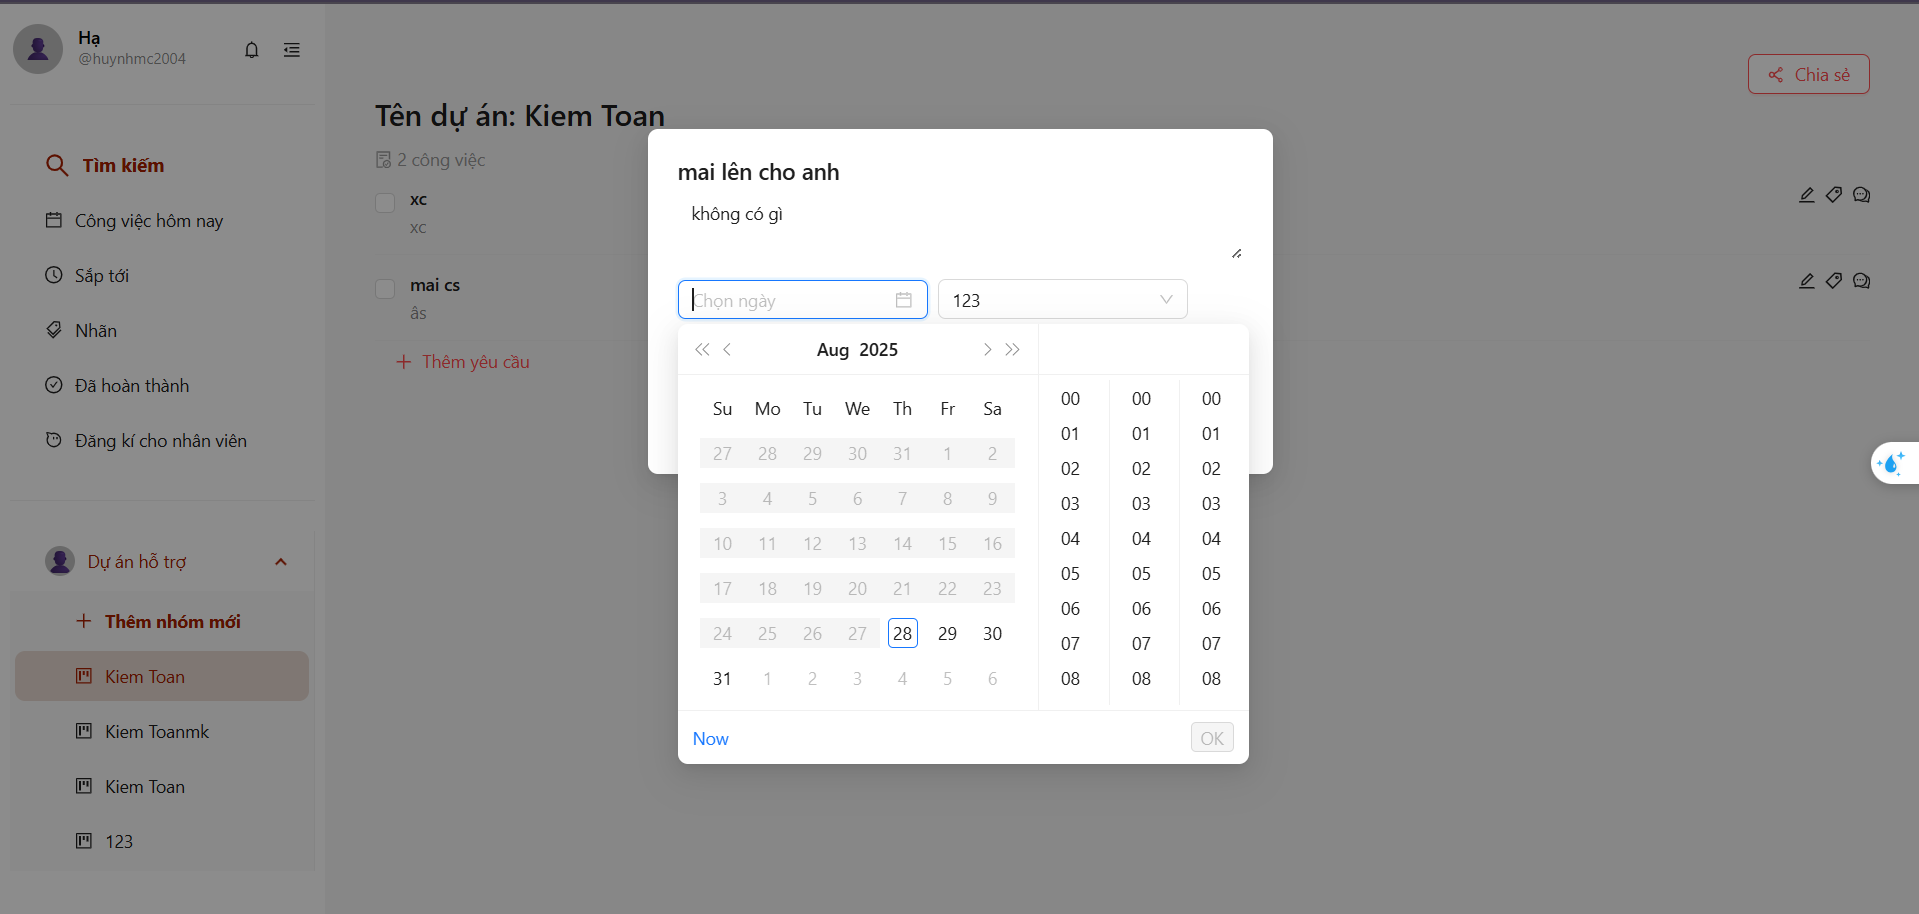 Hạ
@huynhmc2004
Tìm kiếm
Công việc hôm nay
Sắp tới
Nhãn
Đã hoàn thành
Đăng kí cho nhân viên
Dự án hỗ trợ
Thêm nhóm mới
Kiem Toan
Kiem Toanmk
Kiem Toan
123
Chia sẻ
Tên dự án: Kiem Toan
2 công việc
xc
xc
mai cs
âs
Thêm yêu cầu
mai lên cho anh
không có gì
Chọn ngày
123
Aug 2025
Su Mo Tu We Th Fr Sa
27 28 29 30 31 1 2
3 4 5 6 7 8 9
10 11 12 13 14 15 16
17 18 19 20 21 22 23
24 25 26 27 28 29 30
31 1 2 3 4 5 6
00 00 00
01 01 01
02 02 02
03 03 03
04 04 04
05 05 05
06 06 06
07 07 07
08 08 08
Now
OK